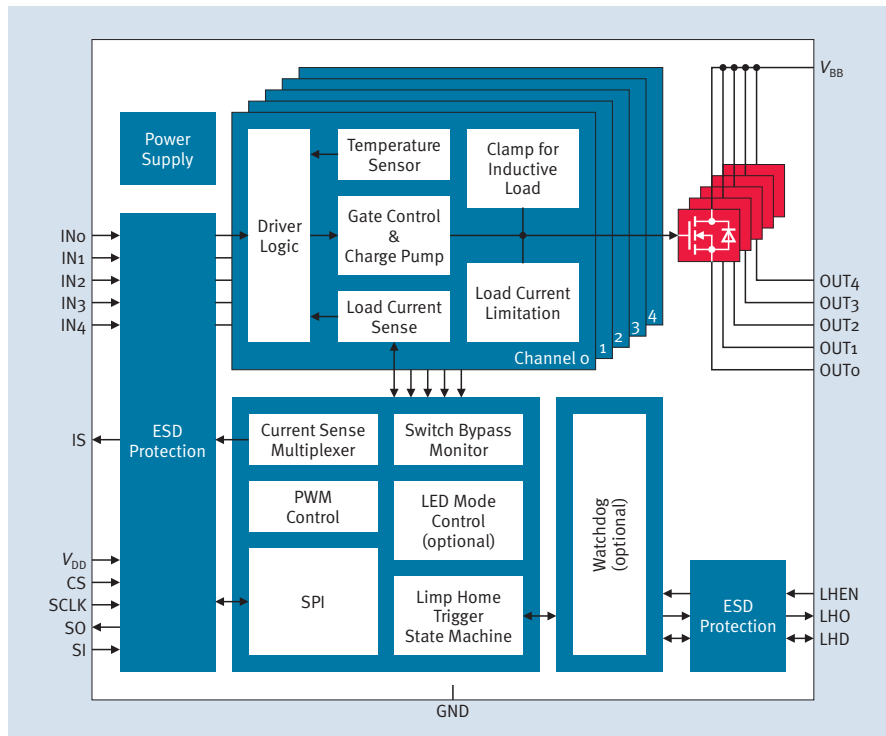 VBB
Power
Supply
Temperature
Sensor
Clamp for
Inductive
Load
Driver
Logic
Gate Control
&
Charge Pump
Load Current
Sense
Load Current
Limitation
Channel 0
1
2
3
4
IN0
IN1
IN2
IN3
IN4
OUT4
OUT3
OUT2
OUT1
OUT0
ESD
Protection
IS
Current Sense
Multiplexer
Switch Bypass
Monitor
PWM
Control
LED Mode
Control
(optional)
SPI
Limp Home
Trigger
State Machine
Watchdog
(optional)
VDD
CS
SCLK
SO
SI
ESD
Protection
LHEN
LHO
LHD
GND